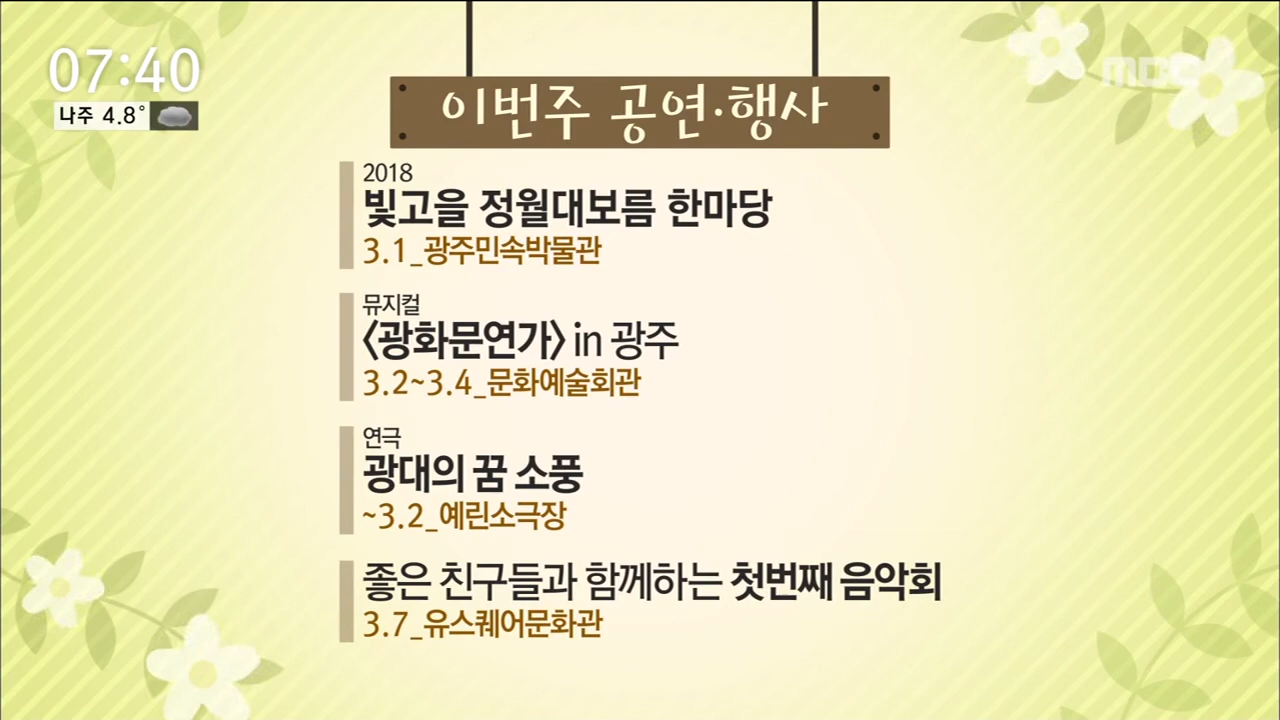 07:40
나주 4.8°
mbc
이번주 공연·행사
2018
빛고을 정월대보름 한마당
3.1_광주민속박물관
뮤지컬
<광화문연가> in 광주
3.2~3.4_문화예술회관
연극
광대의 꿈 소풍
~3.2_예린소극장
좋은 친구들과 함께하는 첫번째 음악회
3.7_유스퀘어문화관